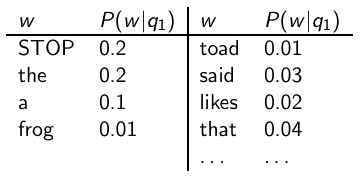 w P(w|q₁) w P(w|q₁)
STOP 0.2 toad 0.01
the 0.2 said 0.03
a 0.1 likes 0.02
frog 0.01 that 0.04
... ...